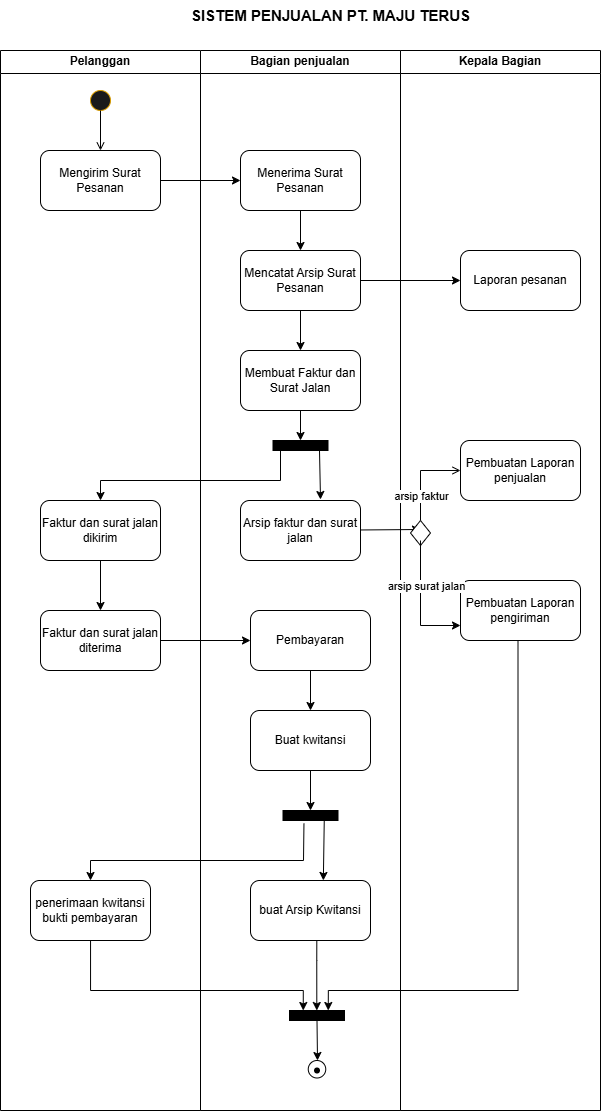 SISTEM PENJUALAN PT. MAJU TERUS
Pelanggan
Bagian penjualan
Kepala Bagian
Mengirim Surat
Pesanan
Menerima Surat
Pesanan
Mencatat Arsip Surat
Pesanan
Laporan pesanan
Membuat Faktur dan
Surat Jalan
Pembuatan Laporan
penjualan
arsip faktur
Faktur dan surat jalan
dikirim
Arsip faktur dan surat
jalan
arsip surat jalan
Pembuatan Laporan
pengiriman
Faktur dan surat jalan
diterima
Pembayaran
Buat kwitansi
penerimaan kwitansi
bukti pembayaran
buat Arsip Kwitansi